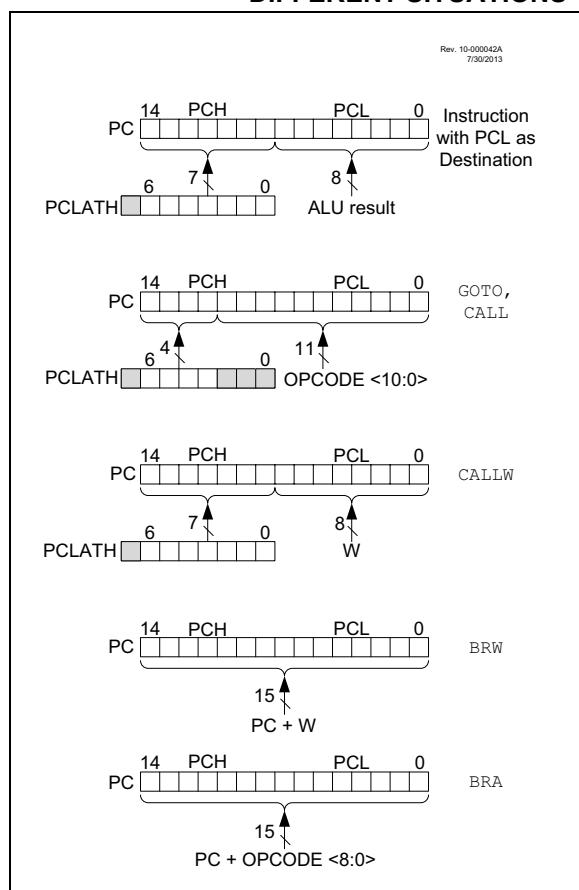 DIFFERENT SITUATIONS
Rev. 10-000042A
7/30/2013
14 PCH PCL 0
PC
Instruction
with PCL as
Destination
6 7 0 8
PCLATH ALU result
14 PCH PCL 0
PC
GOTO,
CALL
6 4 0 11
PCLATH OPCODE <10:0>
14 PCH PCL 0
PC CALLW
6 7 0 8
PCLATH W
14 PCH PCL 0
PC BRW
15
PC + W
14 PCH PCL 0
PC BRA
15
PC + OPCODE <8:0>